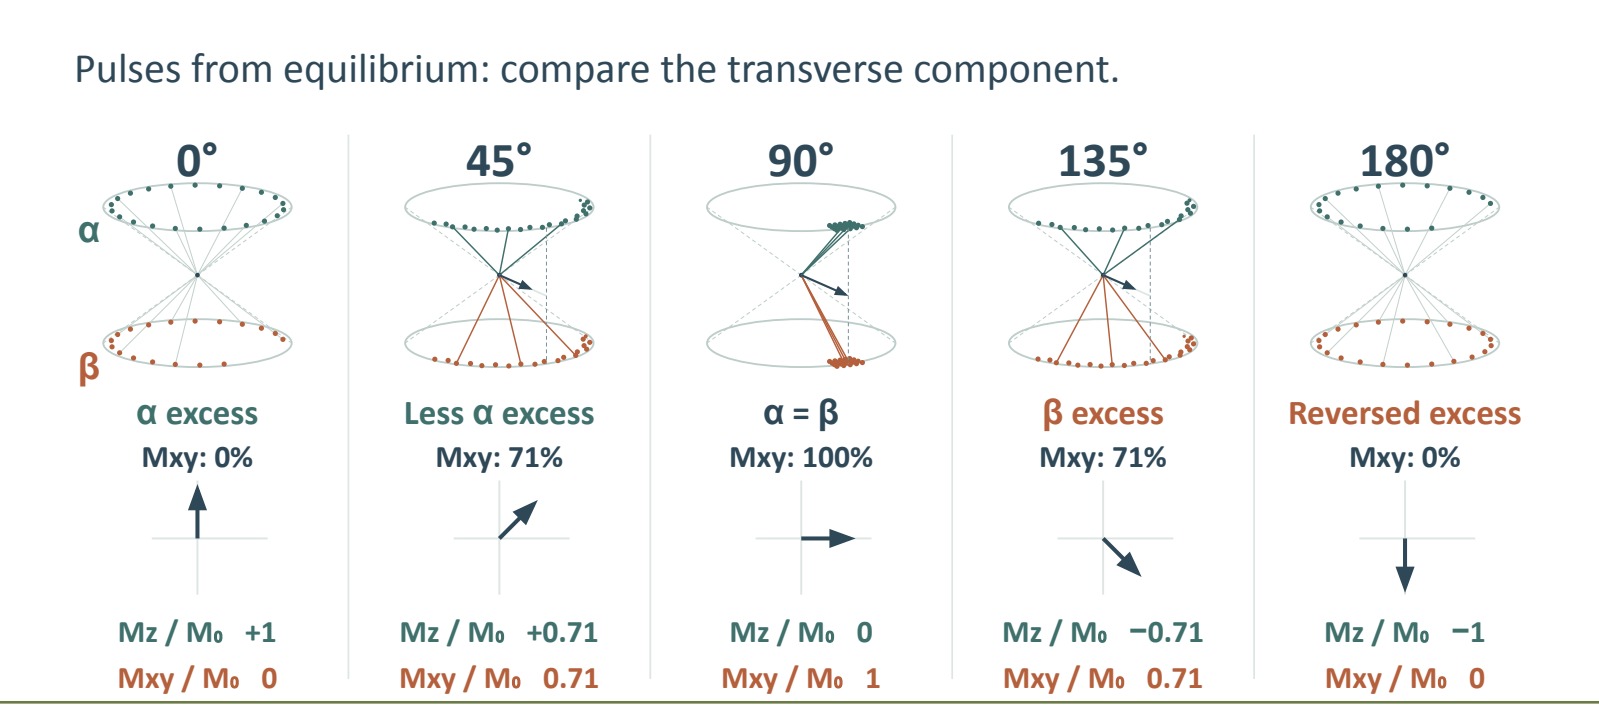 Pulses from equilibrium: compare the transverse component.
0° 45° 90° 135° 180°
α
β
α excess Less α excess α = β β excess Reversed excess
Mxy: 0% Mxy: 71% Mxy: 100% Mxy: 71% Mxy: 0%
Mz / M₀ +1 Mz / M₀ +0.71 Mz / M₀ 0 Mz / M₀ −0.71 Mz / M₀ −1
Mxy / M₀ 0 Mxy / M₀ 0.71 Mxy / M₀ 1 Mxy / M₀ 0.71 Mxy / M₀ 0